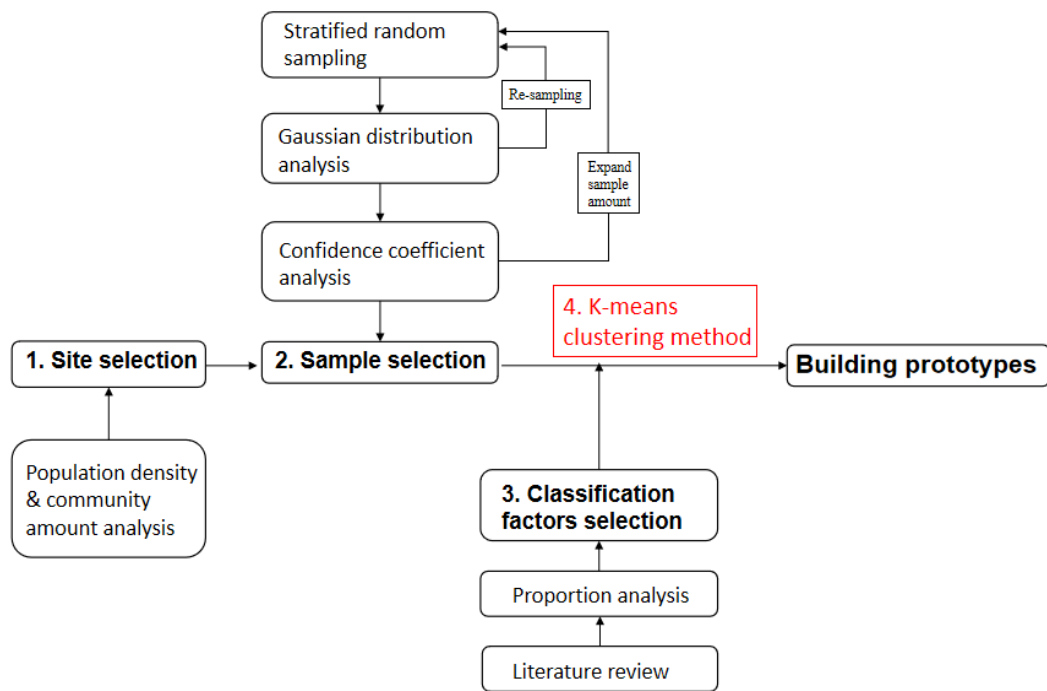 Stratified random
sampling
Re-sampling
Gaussian distribution
analysis
Expand
sample
amount
Confidence coefficient
analysis
4. K-means
clustering method
1. Site selection
2. Sample selection
Building prototypes
Population density
& community
amount analysis
3. Classification
factors selection
Proportion analysis
Literature review